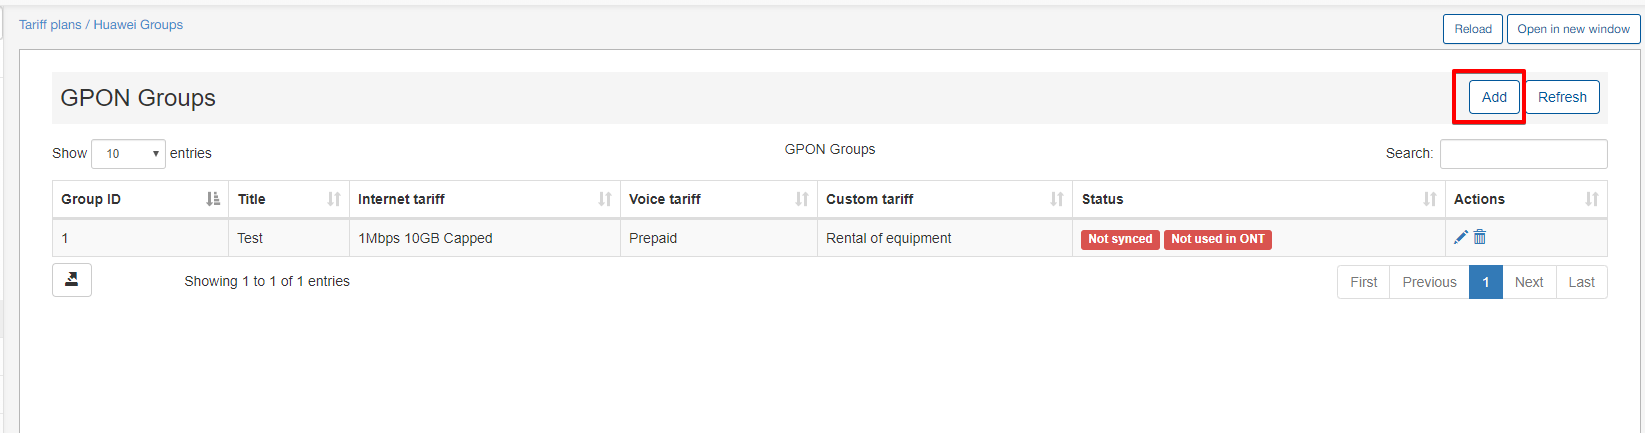 Tariff plans / Huawei Groups
Reload Open in new window
GPON Groups
Add Refresh
Show 10 entries GPON Groups Search:
Group ID Title Internet tariff Voice tariff Custom tariff Status Actions
1 Test 1Mbps 10GB Capped Prepaid Rental of equipment Not synced Not used in ONT
Showing 1 to 1 of 1 entries First Previous 1 Next Last